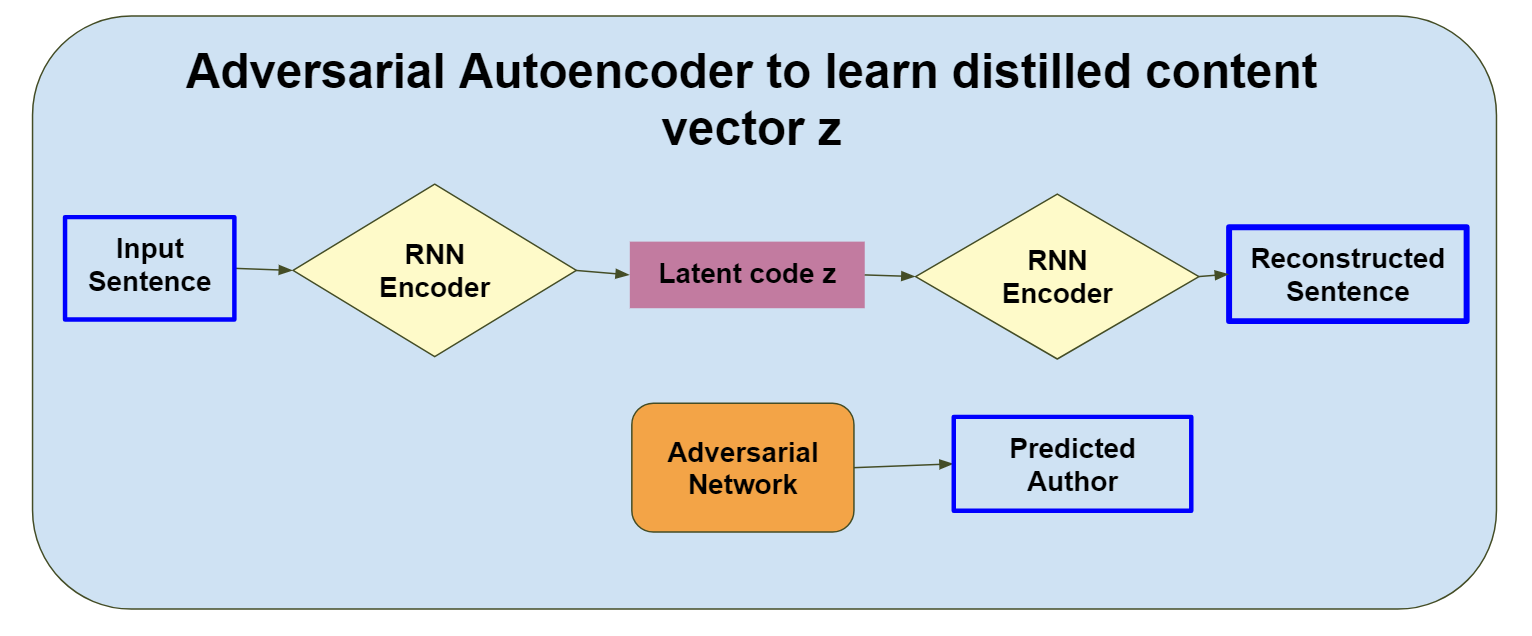 Adversarial Autoencoder to learn distilled content
vector z
Input
Sentence
RNN
Encoder
Latent code z
RNN
Encoder
Reconstructed
Sentence
Adversarial
Network
Predicted
Author